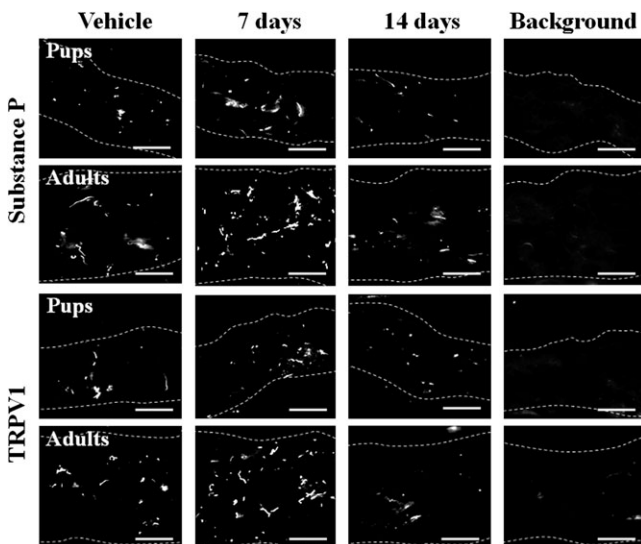 Vehicle 7 days 14 days Background
Substance P
Pups
Adults
TRPV1
Pups
Adults